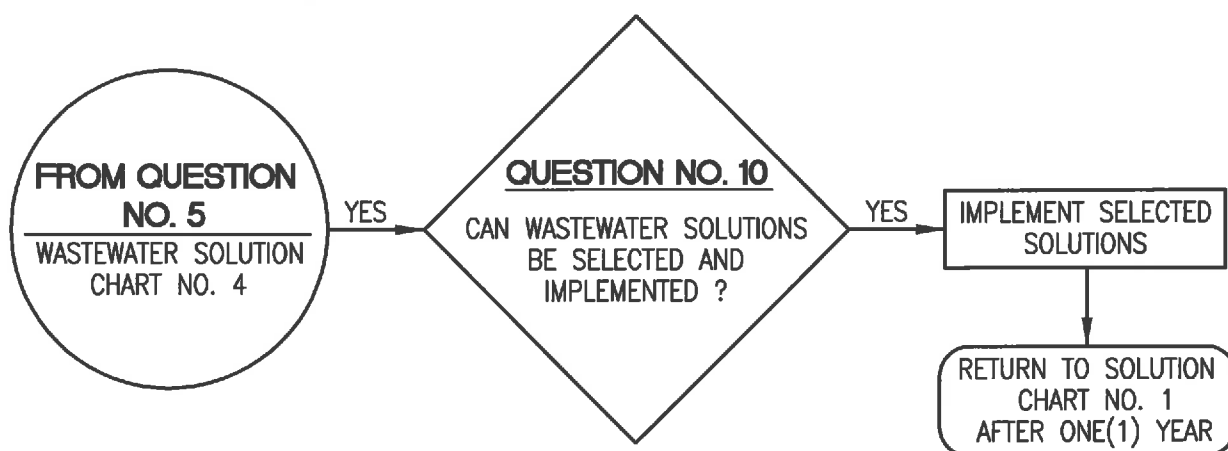 FROM QUESTION
NO. 5
WASTEWATER SOLUTION
CHART NO. 4
YES
QUESTION NO. 10
CAN WASTEWATER SOLUTIONS
BE SELECTED AND
IMPLEMENTED ?
YES
IMPLEMENT SELECTED
SOLUTIONS
RETURN TO SOLUTION
CHART NO. 1
AFTER ONE(1) YEAR